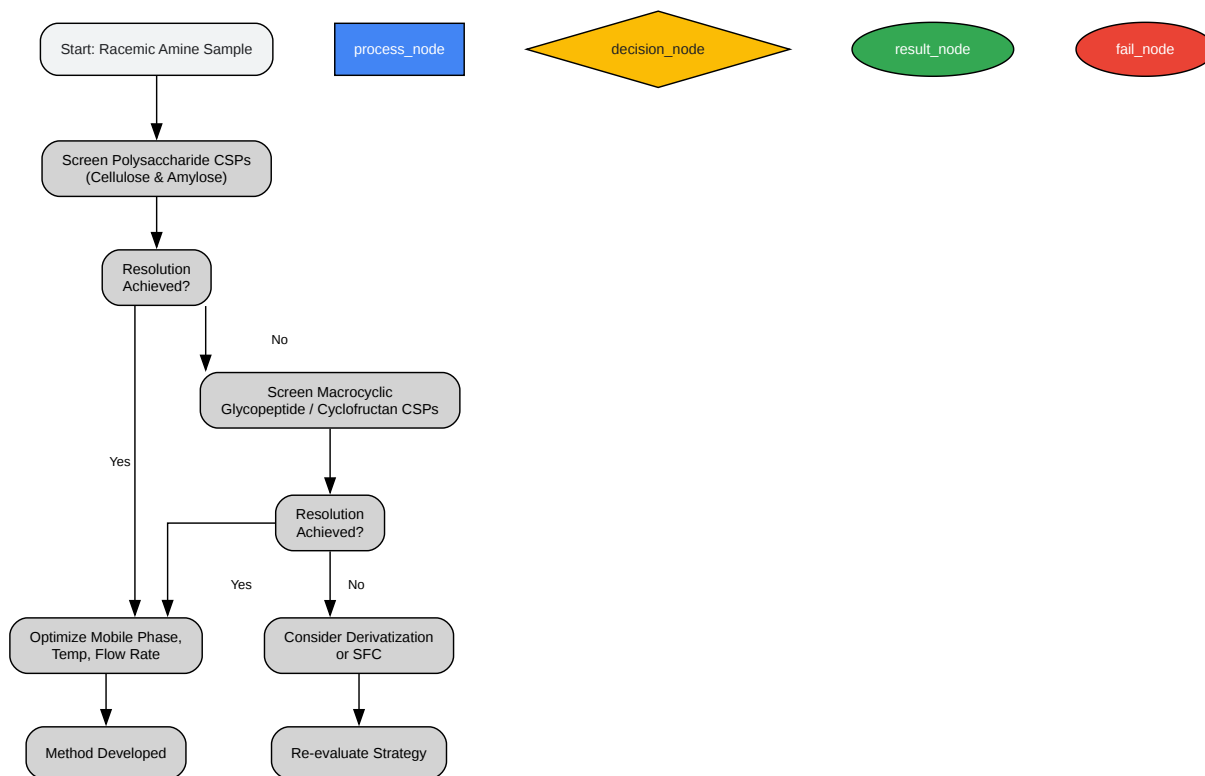 Start: Racemic Amine Sample
process_node
decision_node
result_node
fail_node
Screen Polysaccharide CSPs
(Cellulose & Amylose)
Resolution
Achieved?
No
Screen Macrocyclic
Glycopeptide / Cyclofructan CSPs
Yes
Resolution
Achieved?
Yes
No
Optimize Mobile Phase,
Temp, Flow Rate
Consider Derivatization
or SFC
Method Developed
Re-evaluate Strategy